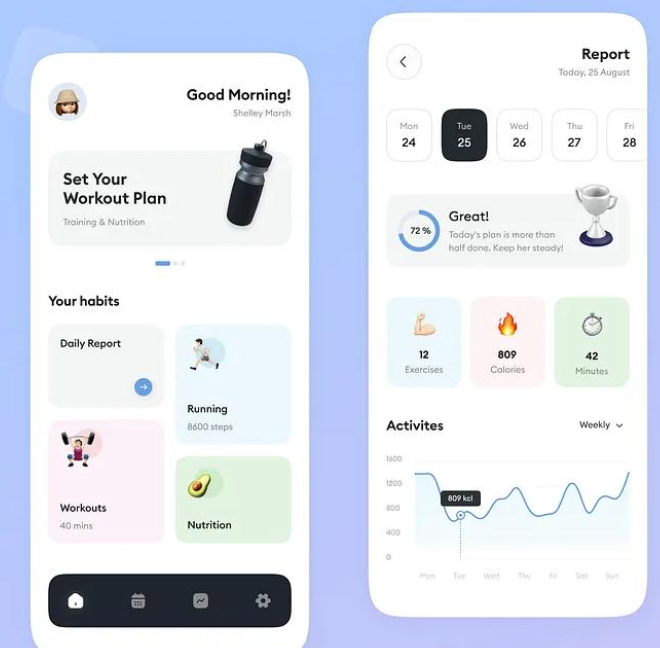 Good Morning!
Shelley Marsh
Set Your
Workout Plan
Training & Nutrition
Your habits
Daily Report
Running
8600 steps
Workouts
40 mins
Nutrition
Report
Today, 25 August
Mon
24
Tue
25
Wed
26
Thu
27
Fri
28
72 %
Great!
Today's plan is more than
half done. Keep her steady!
12
Exercises
809
Calories
42
Minutes
Activites
Weekly
1600
1200
800
400
0
809 kcl
Mon Tue Wed Thu Fri Sat Sun